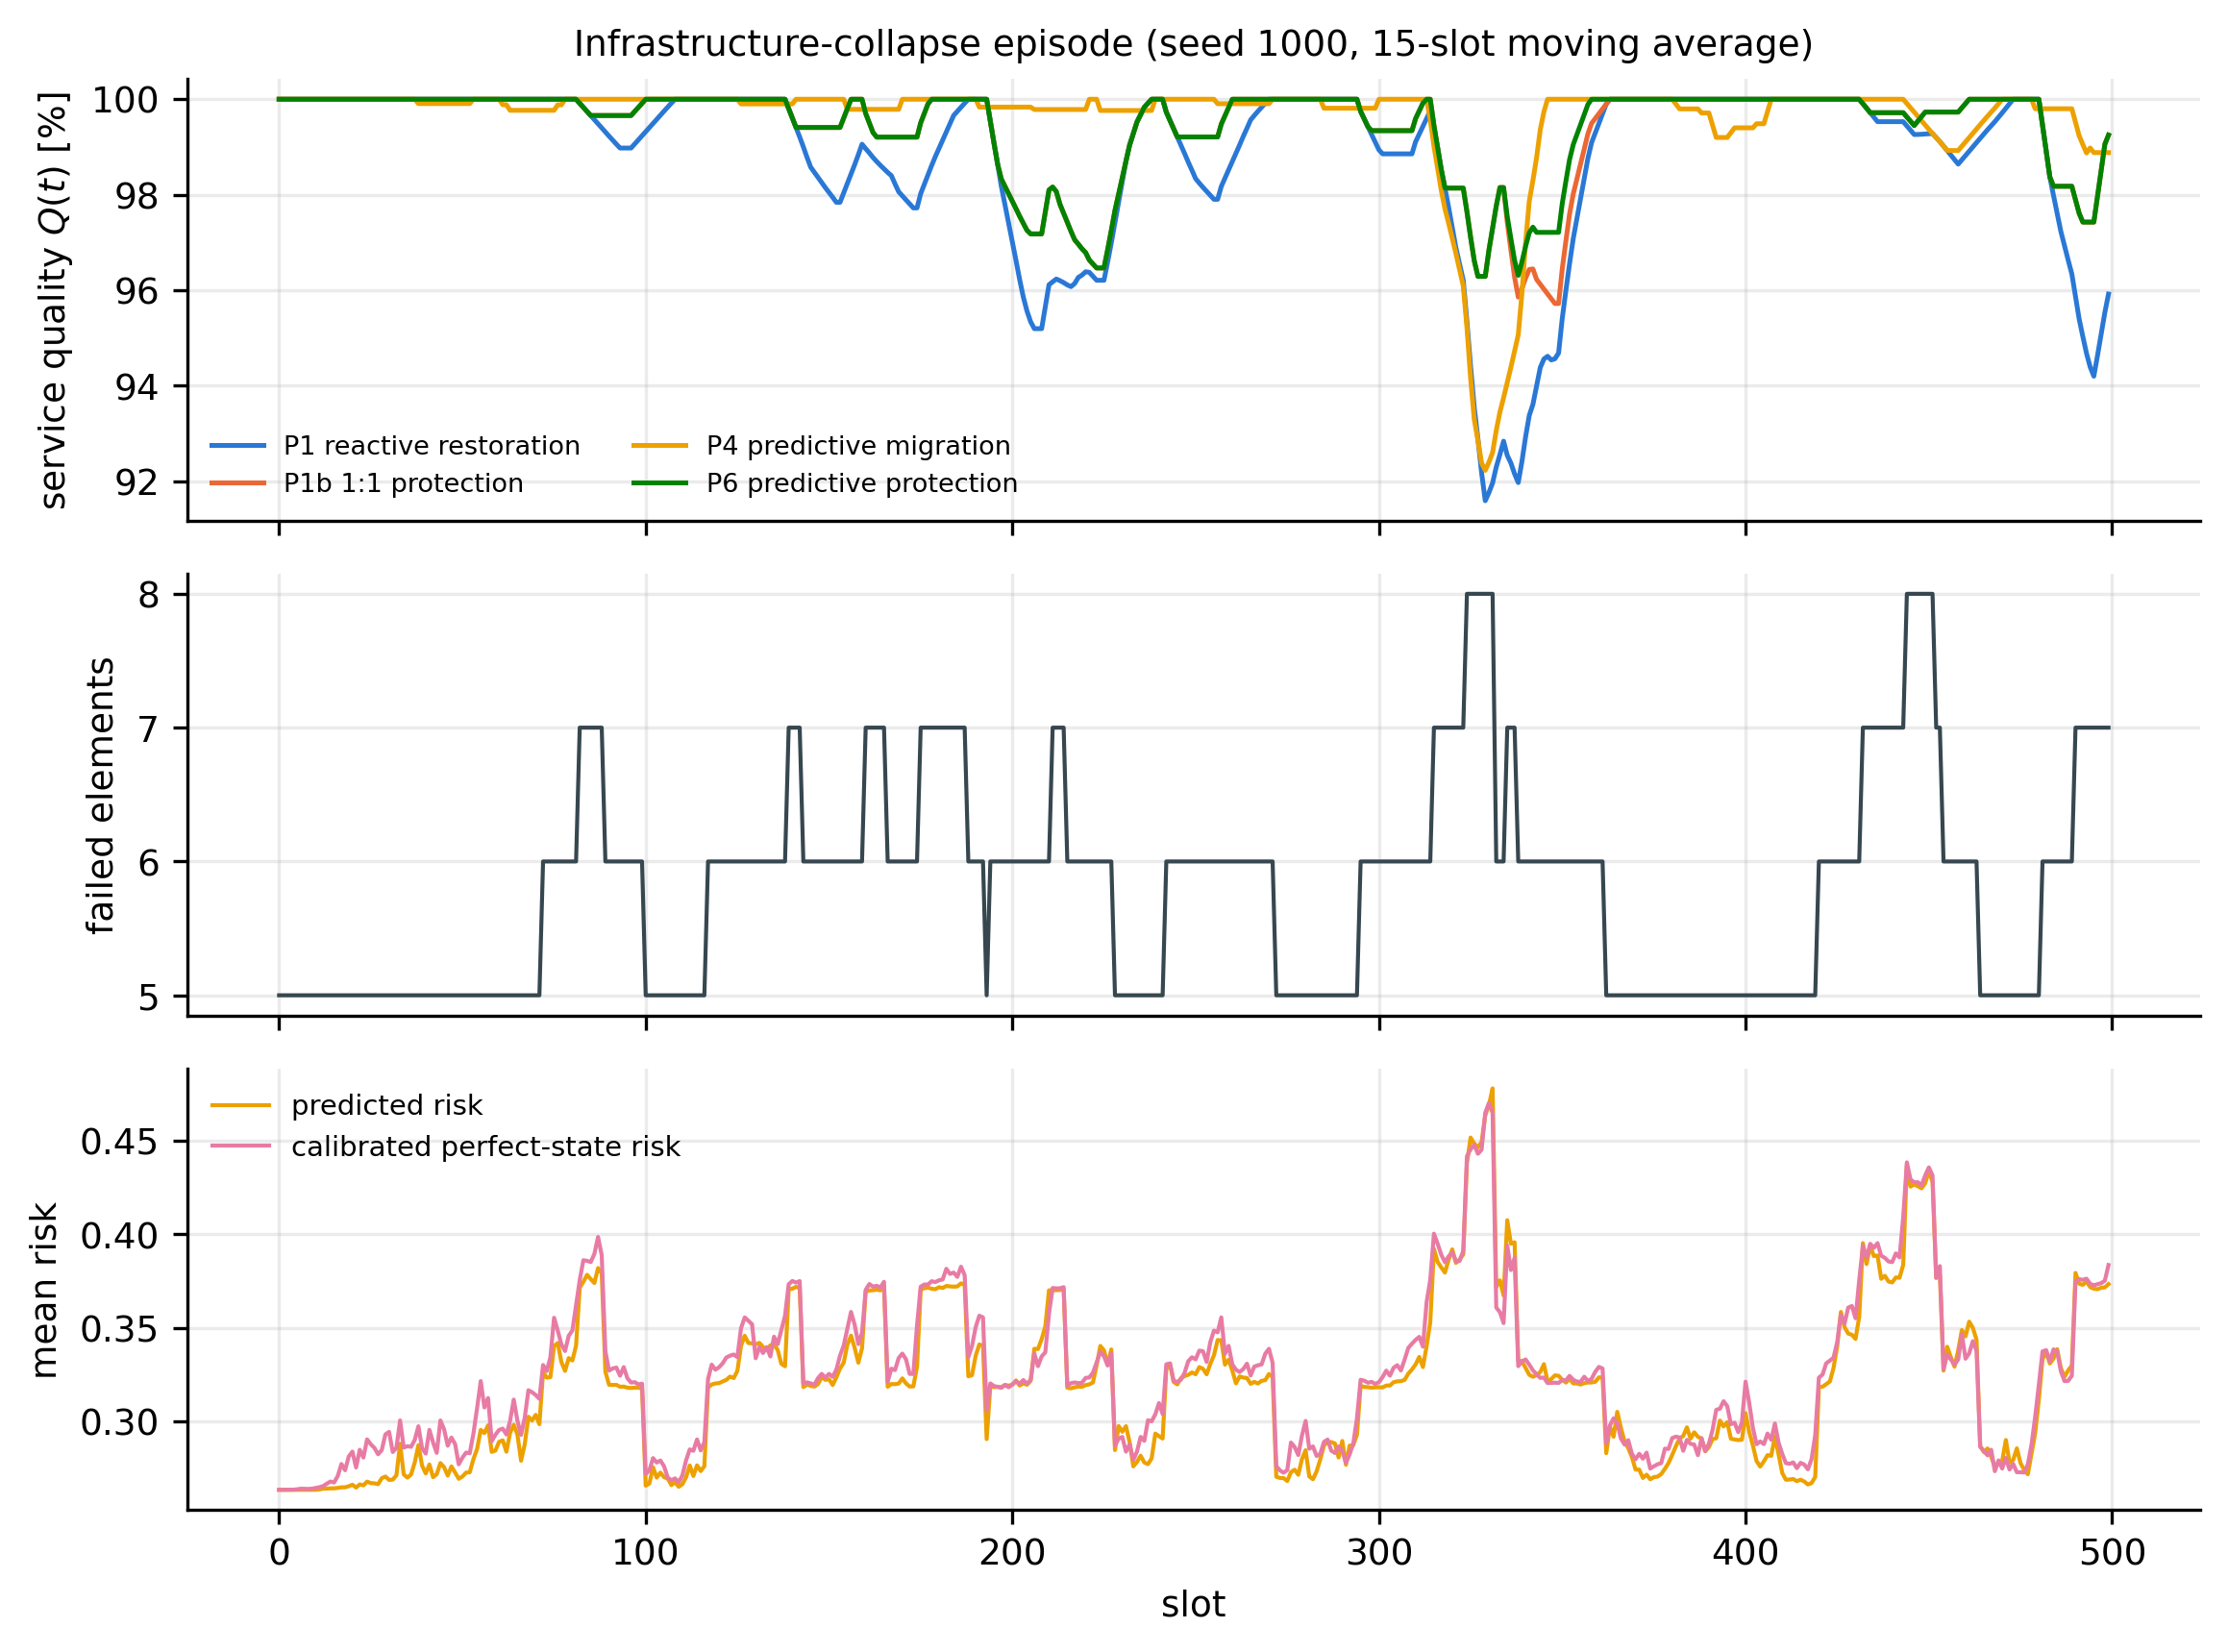 Infrastructure-collapse episode (seed 1000, 15-slot moving average)
service quality Q(t) [%]
100
98
96
94
92
P1 reactive restoration
P1b 1:1 protection
P4 predictive migration
P6 predictive protection
failed elements
8
7
6
5
mean risk
0.45
0.40
0.35
0.30
predicted risk
calibrated perfect-state risk
0 100 200 300 400 500
slot